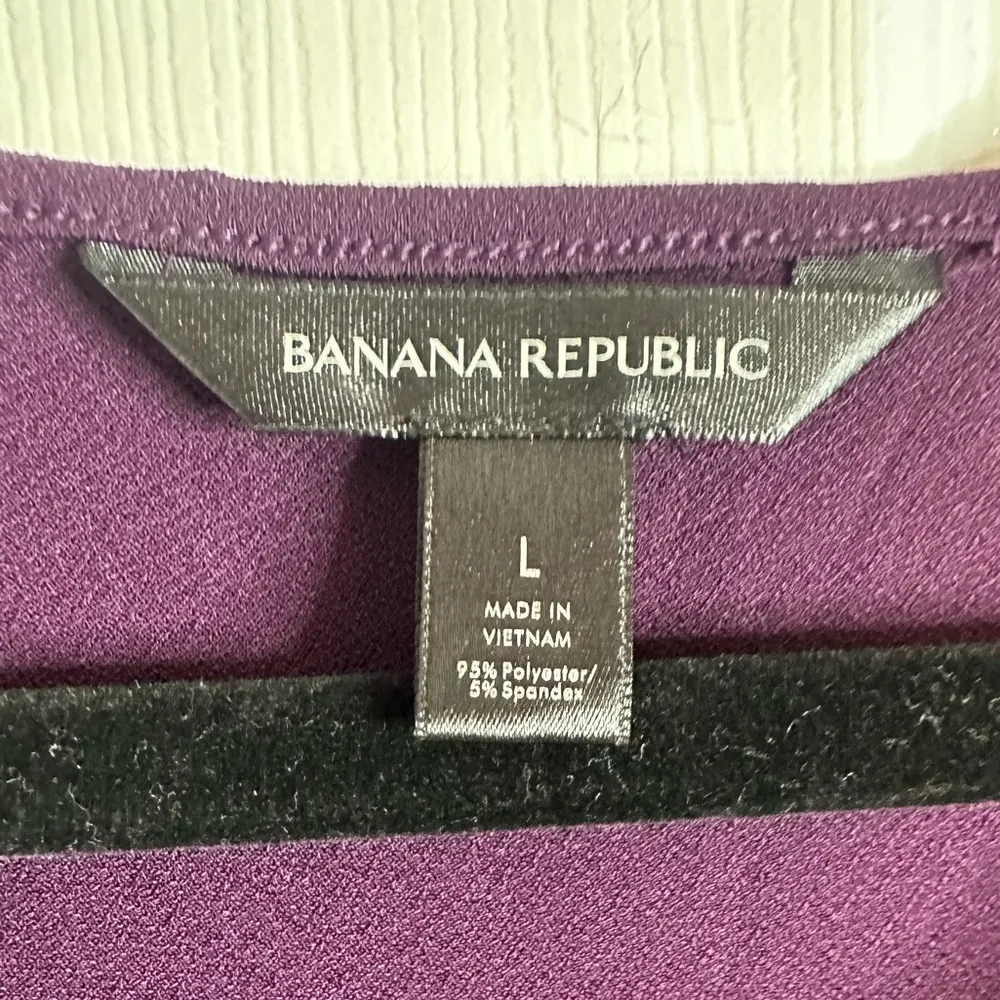 BANANA REPUBLIC
L
MADE IN
VIETNAM
95% Polyester/
5% Spandex